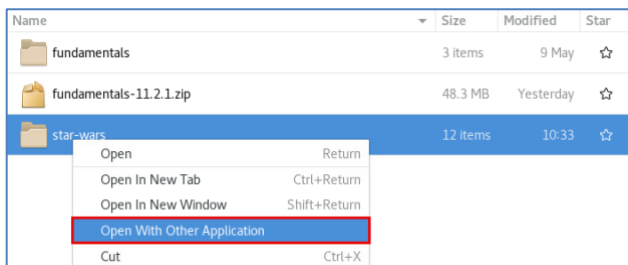 Name Size Modified Star
fundamentals 3 items 9 May
fundamentals-11.2.1.zip 48.3 MB Yesterday
star-wars 12 items 10:33
Open Return
Open In New Tab Ctrl+Return
Open In New Window Shift+Return
Open With Other Application
Cut Ctrl+X